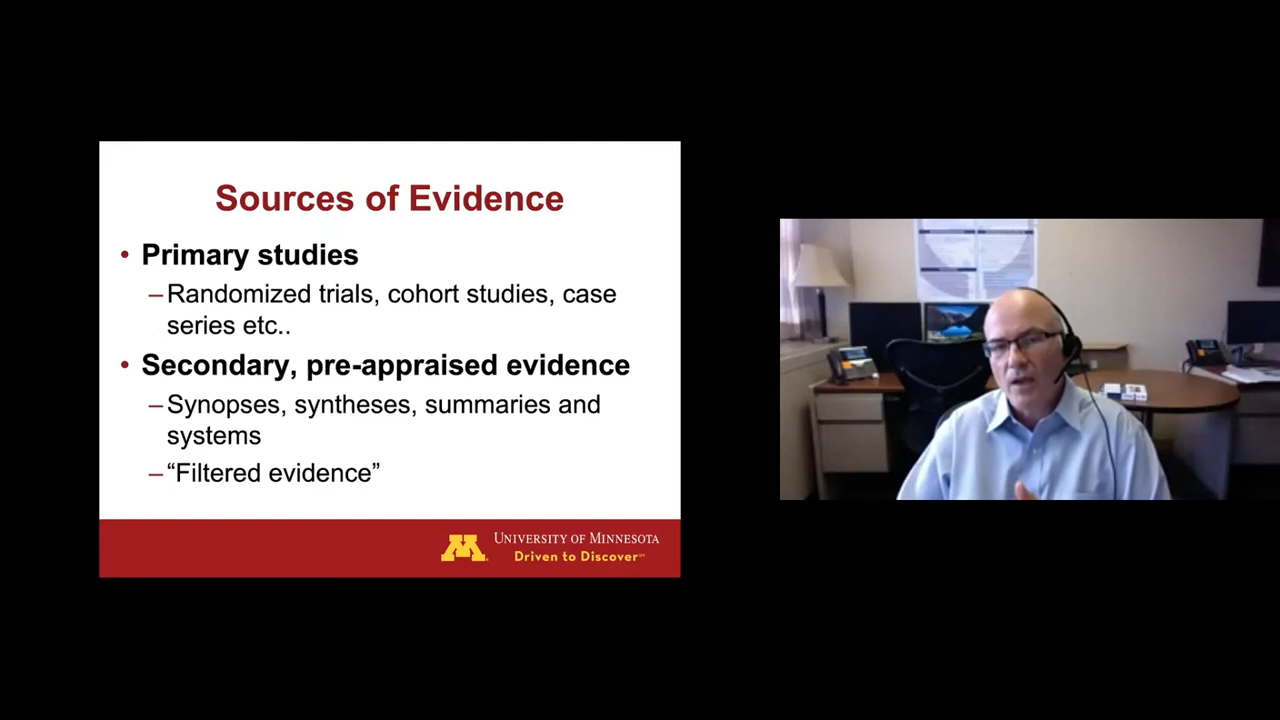 Sources of Evidence
• Primary studies
–Randomized trials, cohort studies, case
series etc..
• Secondary, pre-appraised evidence
–Synopses, syntheses, summaries and
systems
–“Filtered evidence”
M
UNIVERSITY OF MINNESOTA
Driven to Discover℠